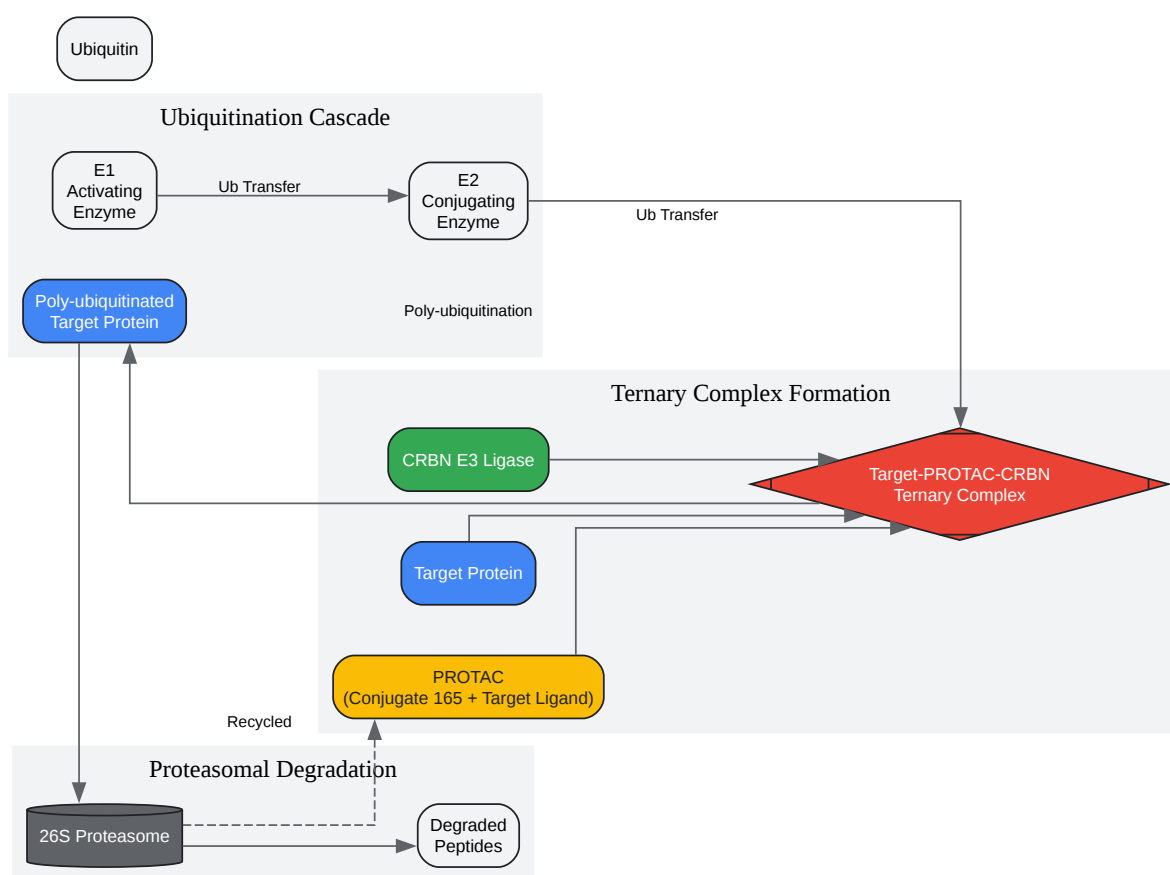 Ubiquitin
Ubiquitination Cascade
E1
Activating
Enzyme
Ub Transfer
E2
Conjugating
Enzyme
Ub Transfer
Poly-ubiquitinated
Target Protein
Poly-ubiquitination
Ternary Complex Formation
CRBN E3 Ligase
Target-PROTAC-CRBN
Ternary Complex
Target Protein
PROTAC
(Conjugate 165 + Target Ligand)
Recycled
Proteasomal Degradation
26S Proteasome
Degraded
Peptides